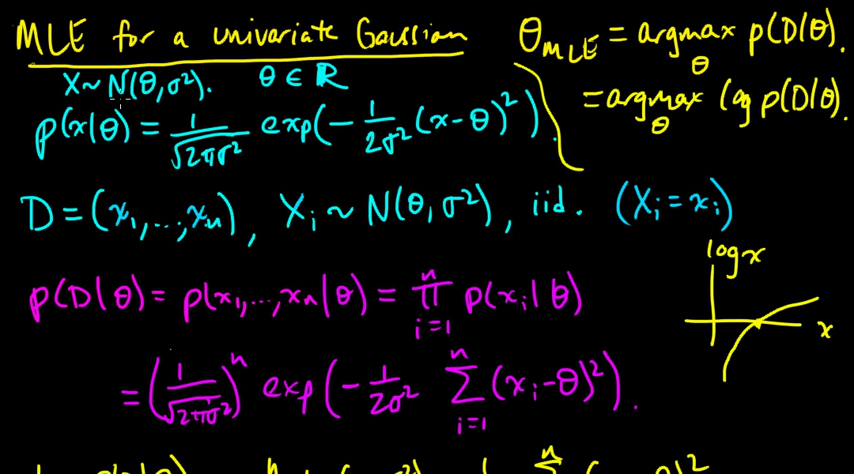 MLE for a univariate Gaussian
θ_MLE = argmax_θ p(D|θ).
= argmax_θ log p(D|θ).
X ~ N(θ, σ²). θ ∈ ℝ
p(x|θ) = 1/√(2πσ²) exp(-1/(2σ²) (x-θ)²).
D = (x₁,...,xₙ), Xᵢ ~ N(θ, σ²), iid. (Xᵢ = xᵢ)
log x
x
p(D|θ) = p(x₁,...,xₙ|θ) = ∏ᵢ₌₁ⁿ p(xᵢ|θ)
= (1/√(2πσ²))ⁿ exp(-1/(2σ²) ∑ᵢ₌₁ⁿ (xᵢ-θ)²).